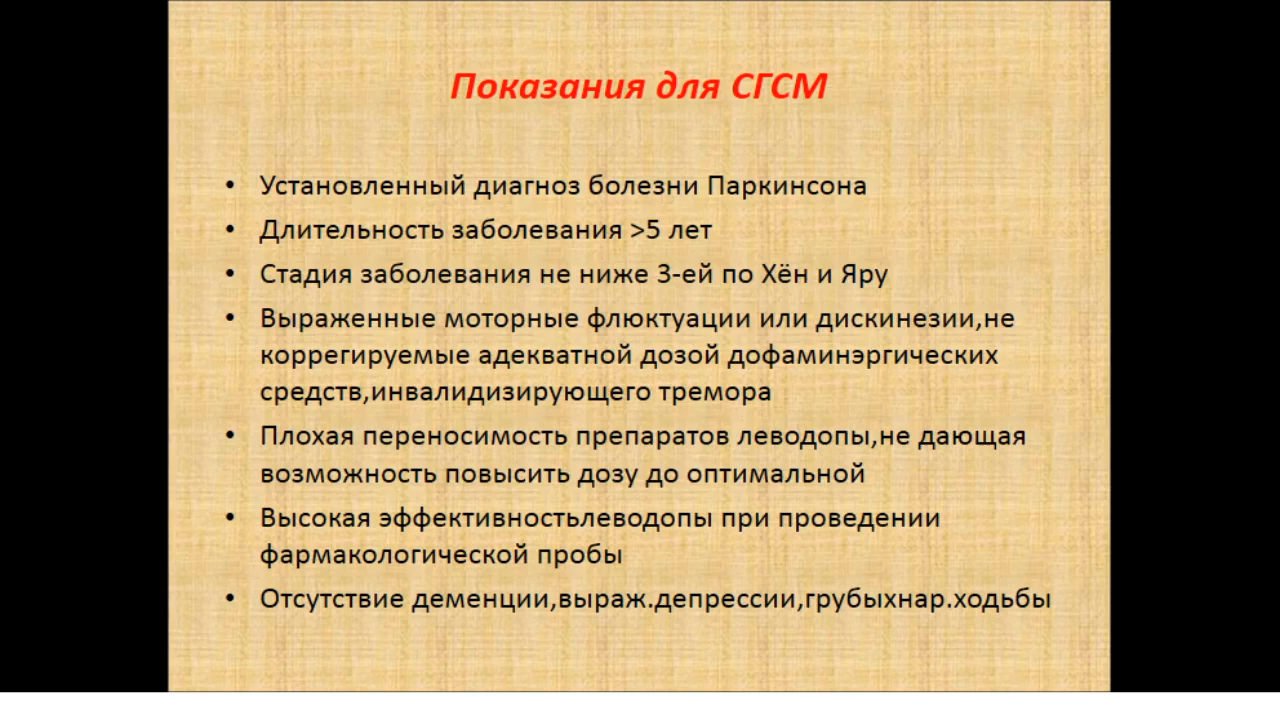 Показания для СГСМ
• Установленный диагноз болезни Паркинсона
• Длительность заболевания >5 лет
• Стадия заболевания не ниже 3-ей по Хён и Яру
• Выраженные моторные флюктуации или дискинезии,не
коррегируемые адекватной дозой дофаминэргических
средств,инвалидизирующего тремора
• Плохая переносимость препаратов леводопы,не дающая
возможность повысить дозу до оптимальной
• Высокая эффективностьлеводопы при проведении
фармакологической пробы
• Отсутствие деменции,выраж.депрессии,грубыхнар.ходьбы